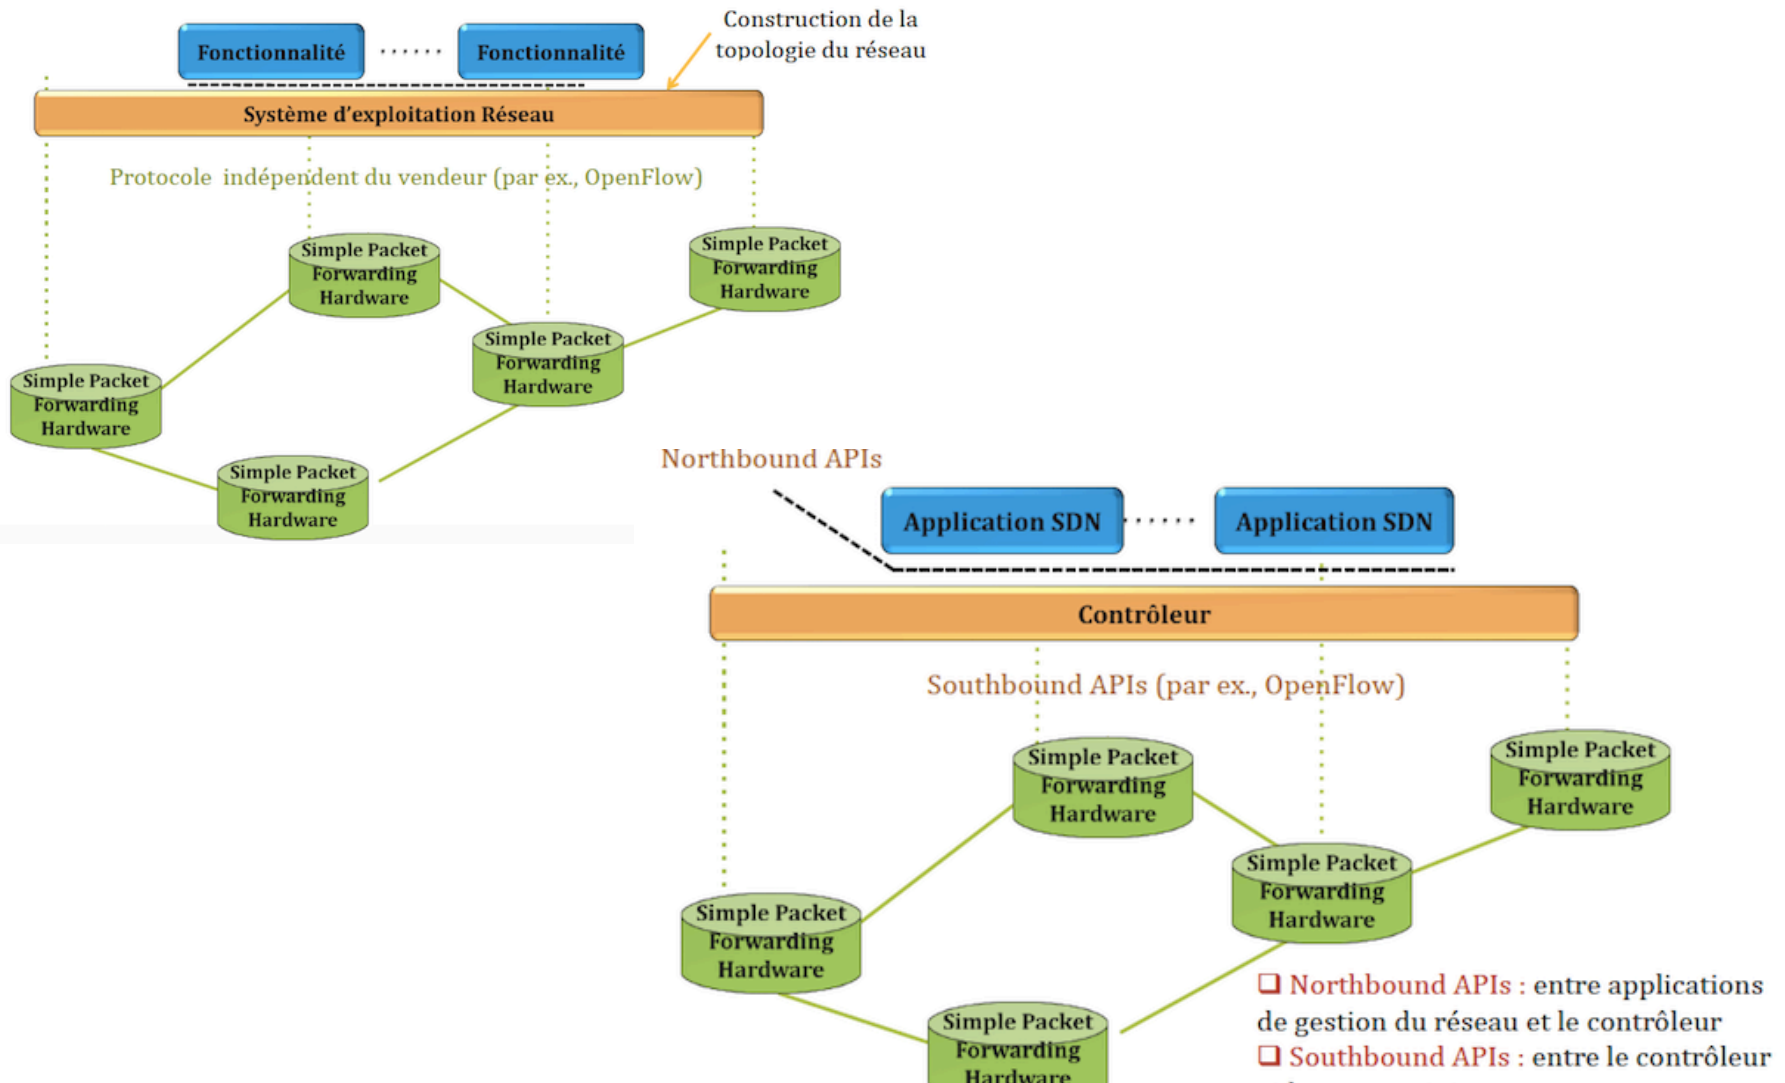 Construction de la
topologie du réseau
Fonctionnalité ...... Fonctionnalité
Système d'exploitation Réseau
Protocole indépendent du vendeur (par ex., OpenFlow)
Simple Packet
Forwarding
Hardware
Simple Packet
Forwarding
Hardware
Simple Packet
Forwarding
Hardware
Simple Packet
Forwarding
Hardware
Simple Packet
Forwarding
Hardware
Northbound APIs
Application SDN ...... Application SDN
Contrôleur
Southbound APIs (par ex., OpenFlow)
Simple Packet
Forwarding
Hardware
Simple Packet
Forwarding
Hardware
Simple Packet
Forwarding
Hardware
Simple Packet
Forwarding
Hardware
Simple Packet
Forwarding
Hardware
❑ Northbound APIs : entre applications
de gestion du réseau et le contrôleur
❑ Southbound APIs : entre le contrôleur